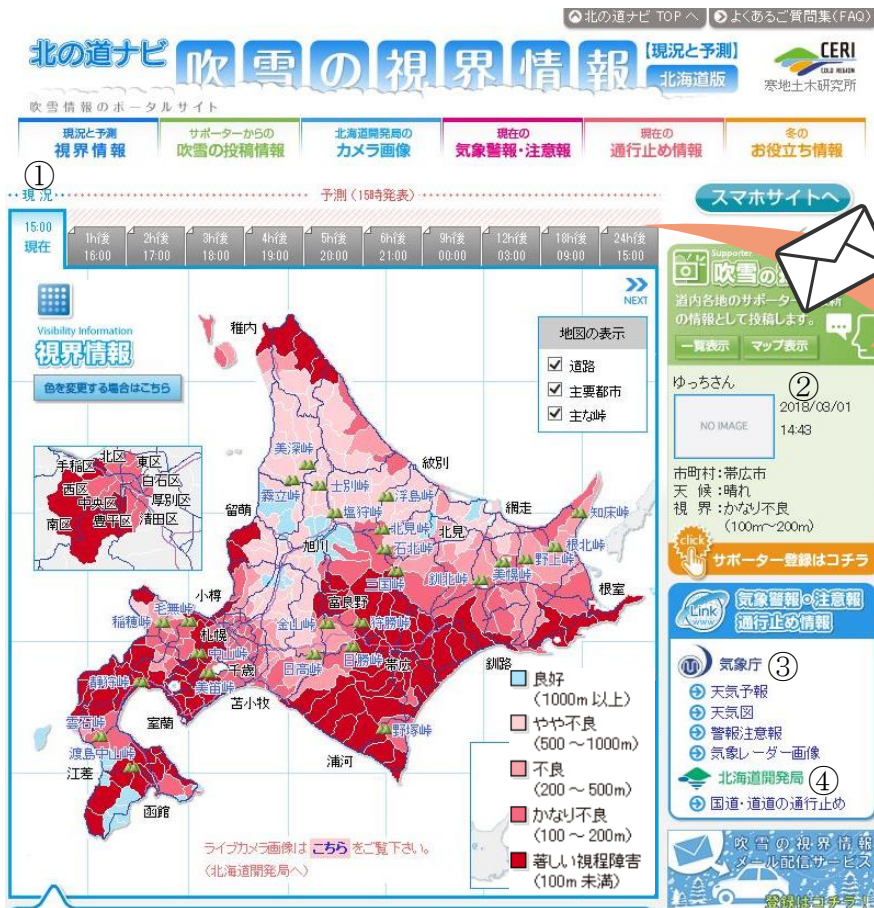 北の道ナビ TOP へ
よくあるご質問集(FAQ)
北の道ナビ
吹雪の視界情報
【現況と予測】
北海道版
CERI
COLD REGION
寒地土木研究所
吹雪情報のポータルサイト
現況と予測
視界情報
サポーターからの
吹雪の投稿情報
北海道開発局の
カメラ画像
現在の
気象警報・注意報
現在の
通行止め情報
冬の
お役立ち情報
①
現況
予測(15時発表)
スマホサイトへ
15:00
現在
1h後
16:00
2h後
17:00
3h後
18:00
4h後
19:00
5h後
20:00
6h後
21:00
9h後
00:00
12h後
03:00
18h後
09:00
24h後
15:00
Visibility Information
視界情報
色を変更する場合はこちら
NEXT
地図の表示
道路
主要都市
主な峠
稚内
美深峠
紋別
霧立峠
士別峠
浮島峠
留萌
塩狩峠
網走
知床峠
旭川
北見峠
北見
石北峠
根北峠
野上峠
三国峠
釧北峠
美幌峠
根室
小樽
富良野
毛無峠
稲穂峠
札幌
金山峠
狩勝峠
中山峠
千歳
日高峠
日勝峠
帯広
釧路
静狩峠
美笛峠
苫小牧
雲石峠
室蘭
野塚峠
渡島中山峠
江差
浦河
函館
手稲区
北区
東区
西区
白石区
中央区
厚別区
南区
豊平区
清田区
良好
(1000m 以上)
やや不良
(500 ~ 1000m)
不良
(200 ~ 500m)
かなり不良
(100 ~ 200m)
著しい視程障害
(100m 未満)
ライブカメラ画像は こちら をご覧下さい。
(北海道開発局へ)
Supporter
吹雪の
道内各地のサポーター
の情報として投稿します。
一覧表示
マップ表示
ゆっちさん
②
NO IMAGE
2018/03/01
14:43
市町村:帯広市
天 候:晴れ
視 界:かなり不良
(100m~200m)
click
サポーター登録はコチラ
Link
www
気象警報・注意報
通行止め情報
気象庁 ③
天気予報
天気図
警報注意報
気象レーダー画像
北海道開発局 ④
国道・道道の通行止め
吹雪の視界情報
メール配信サービス
登録はコチラ!